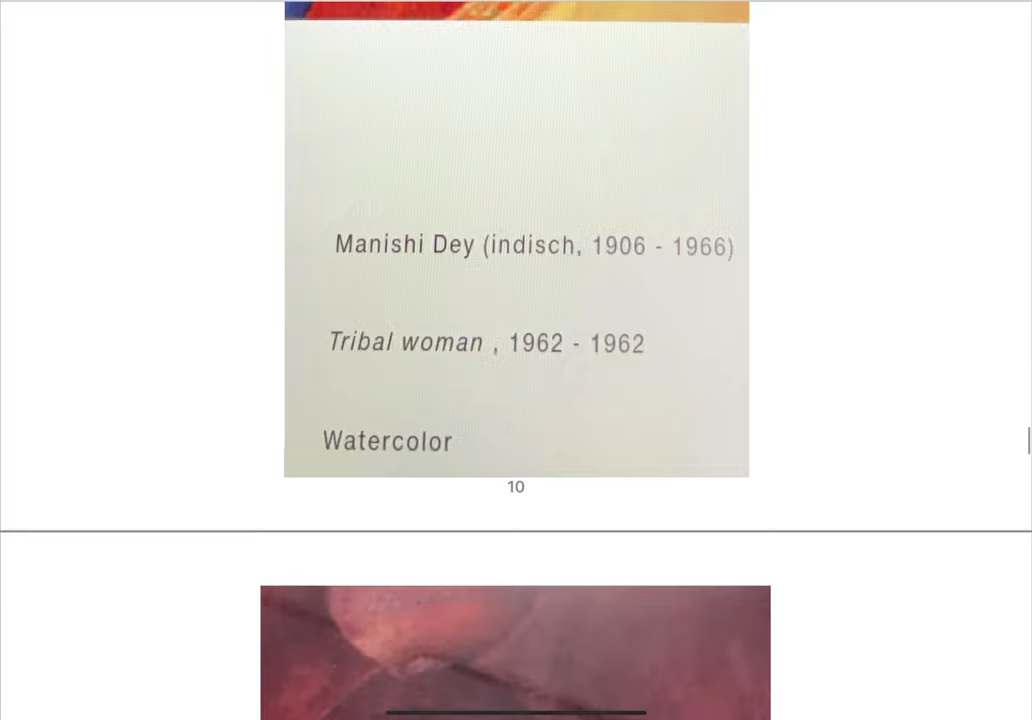 Manishi Dey (indisch, 1906 - 1966)
Tribal woman , 1962 - 1962
Watercolor
10